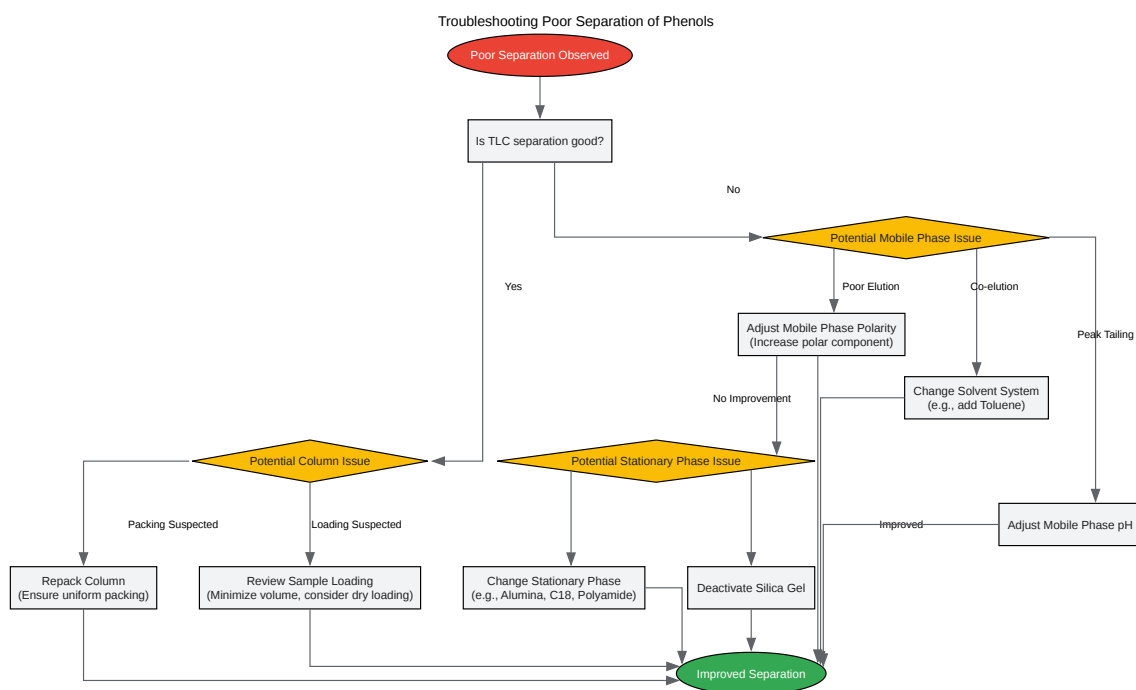 Troubleshooting Poor Separation of Phenols
Poor Separation Observed
Is TLC separation good?
No
Potential Mobile Phase Issue
Yes
Poor Elution
Co-elution
Adjust Mobile Phase Polarity
(Increase polar component)
Peak Tailing
Change Solvent System
(e.g., add Toluene)
No Improvement
Potential Column Issue
Potential Stationary Phase Issue
Packing Suspected
Loading Suspected
Improved
Adjust Mobile Phase pH
Repack Column
(Ensure uniform packing)
Review Sample Loading
(Minimize volume, consider dry loading)
Change Stationary Phase
(e.g., Alumina, C18, Polyamide)
Deactivate Silica Gel
Improved Separation